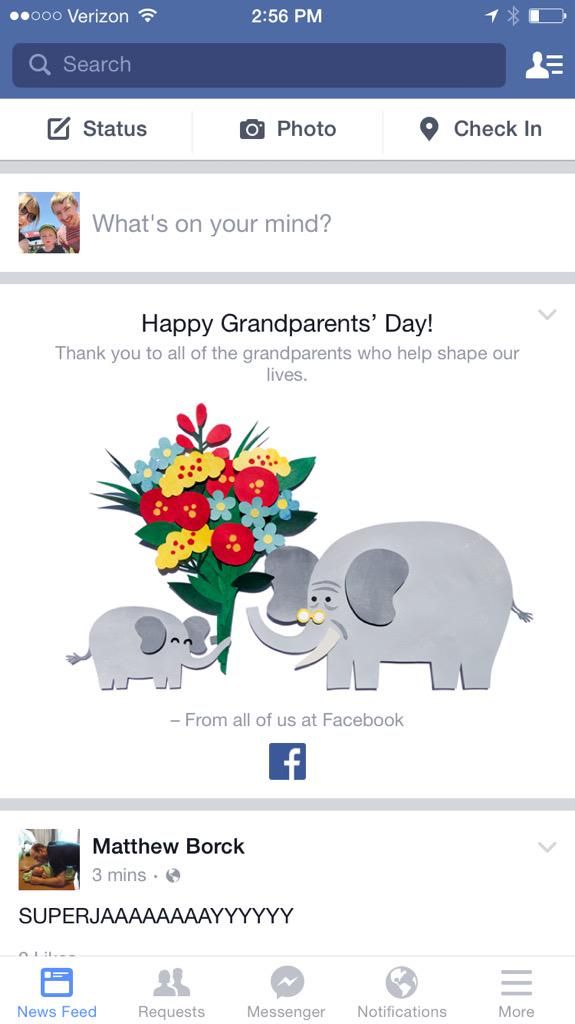 Verizon 2:56 PM
Search
Status Photo Check In
What's on your mind?
Happy Grandparents’ Day!
Thank you to all of the grandparents who help shape our
lives.
– From all of us at Facebook
f
Matthew Borck
3 mins ·
SUPERJAAAAAAAAYYYYYY
News Feed Requests Messenger Notifications More